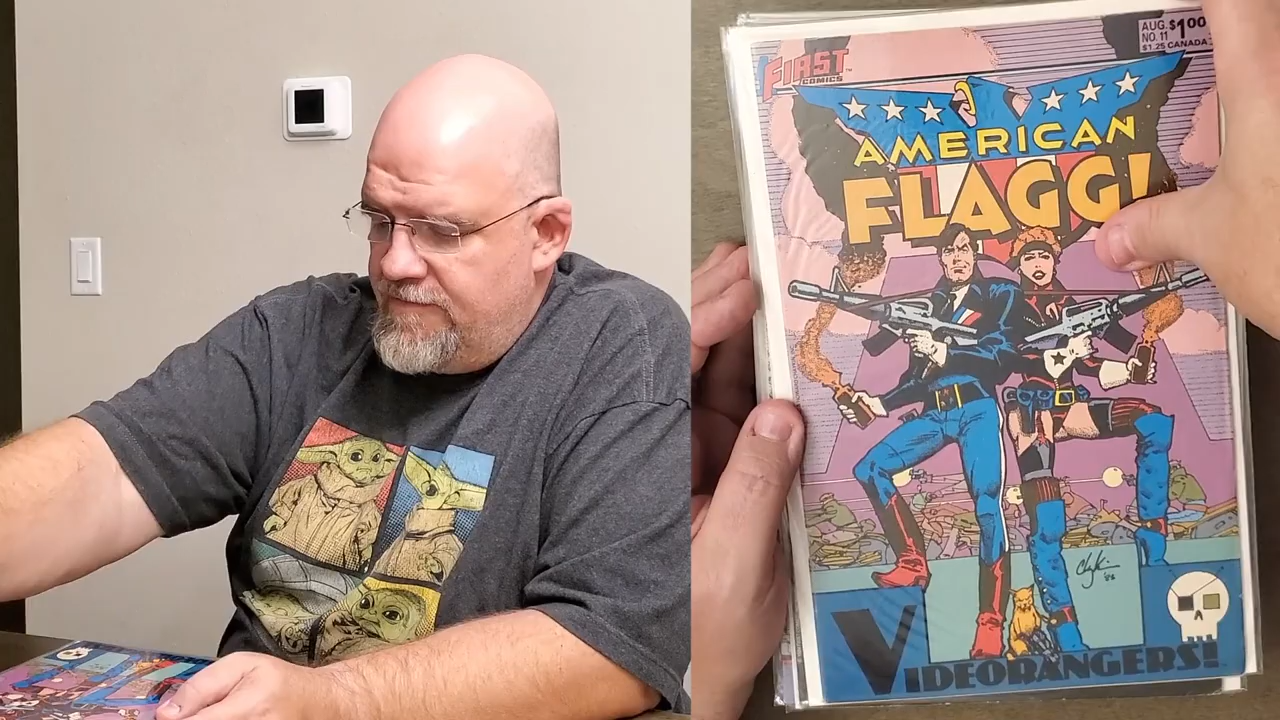 AUG. $1.00
NO. 11
$1.25 CANADA
FIRST
COMICS
AMERICAN
FLAGG!
VIDEORANGERS!